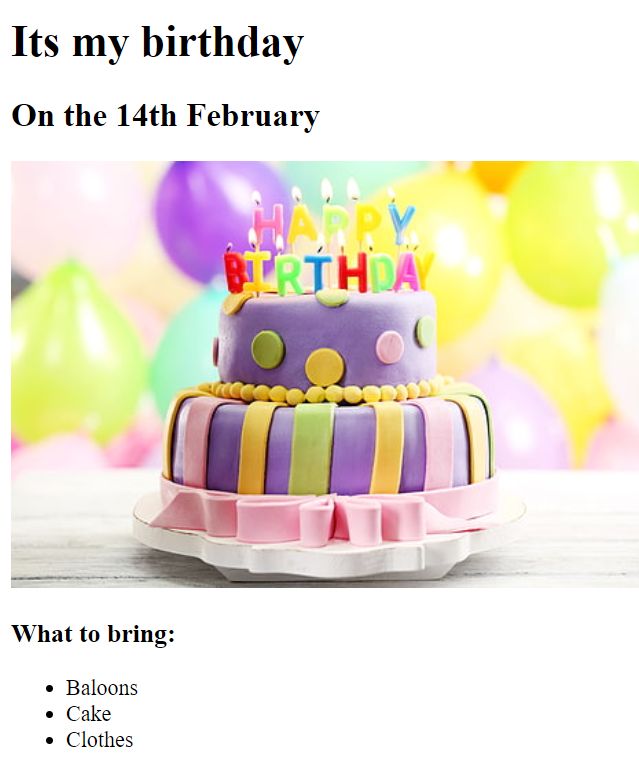 Its my birthday
On the 14th February
HAPPY
BIRTHDAY
What to bring:
Baloons
Cake
Clothes